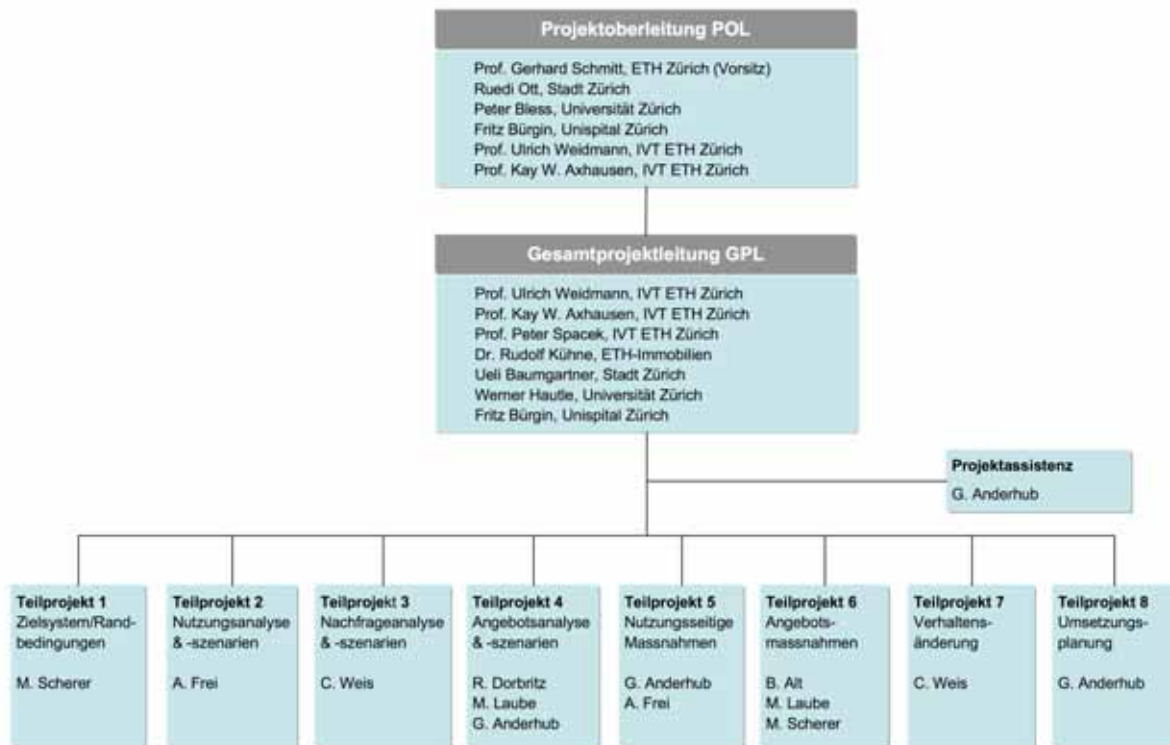 Projektoberleitung POL
Prof. Gerhard Schmitt, ETH Zürich (Vorsitz)
Ruedi Ott, Stadt Zürich
Peter Bless, Universität Zürich
Fritz Bürgin, Unispital Zürich
Prof. Ulrich Weidmann, IVT ETH Zürich
Prof. Kay W. Axhausen, IVT ETH Zürich
Gesamtprojektleitung GPL
Prof. Ulrich Weidmann, IVT ETH Zürich
Prof. Kay W. Axhausen, IVT ETH Zürich
Prof. Peter Spacek, IVT ETH Zürich
Dr. Rudolf Kühne, ETH-Immobilien
Ueli Baumgartner, Stadt Zürich
Werner Hautle, Universität Zürich
Fritz Bürgin, Unispital Zürich
Projektassistenz
G. Anderhub
Teilprojekt 1
Zielsystem/Rand-
bedingungen
M. Scherer
Teilprojekt 2
Nutzungsanalyse
& -szenarien
A. Frei
Teilprojekt 3
Nachfrageanalyse
& -szenarien
C. Weis
Teilprojekt 4
Angebotsanalyse
& -szenarien
R. Dorbritz
M. Laube
G. Anderhub
Teilprojekt 5
Nutzungsseitige
Massnahmen
G. Anderhub
A. Frei
Teilprojekt 6
Angebots-
massnahmen
B. Alt
M. Laube
M. Scherer
Teilprojekt 7
Verhaltens-
änderung
C. Weis
Teilprojekt 8
Umsetzungs-
planung
G. Anderhub